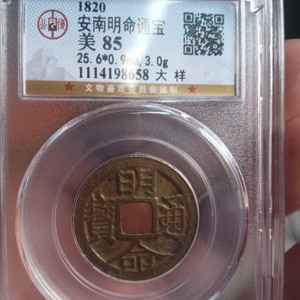 1820
安南明命通宝
美 85
25.6*0.9mm,3.0g
1114198658 大样
★ 文物鉴定委员会监制 ★
明命通寶